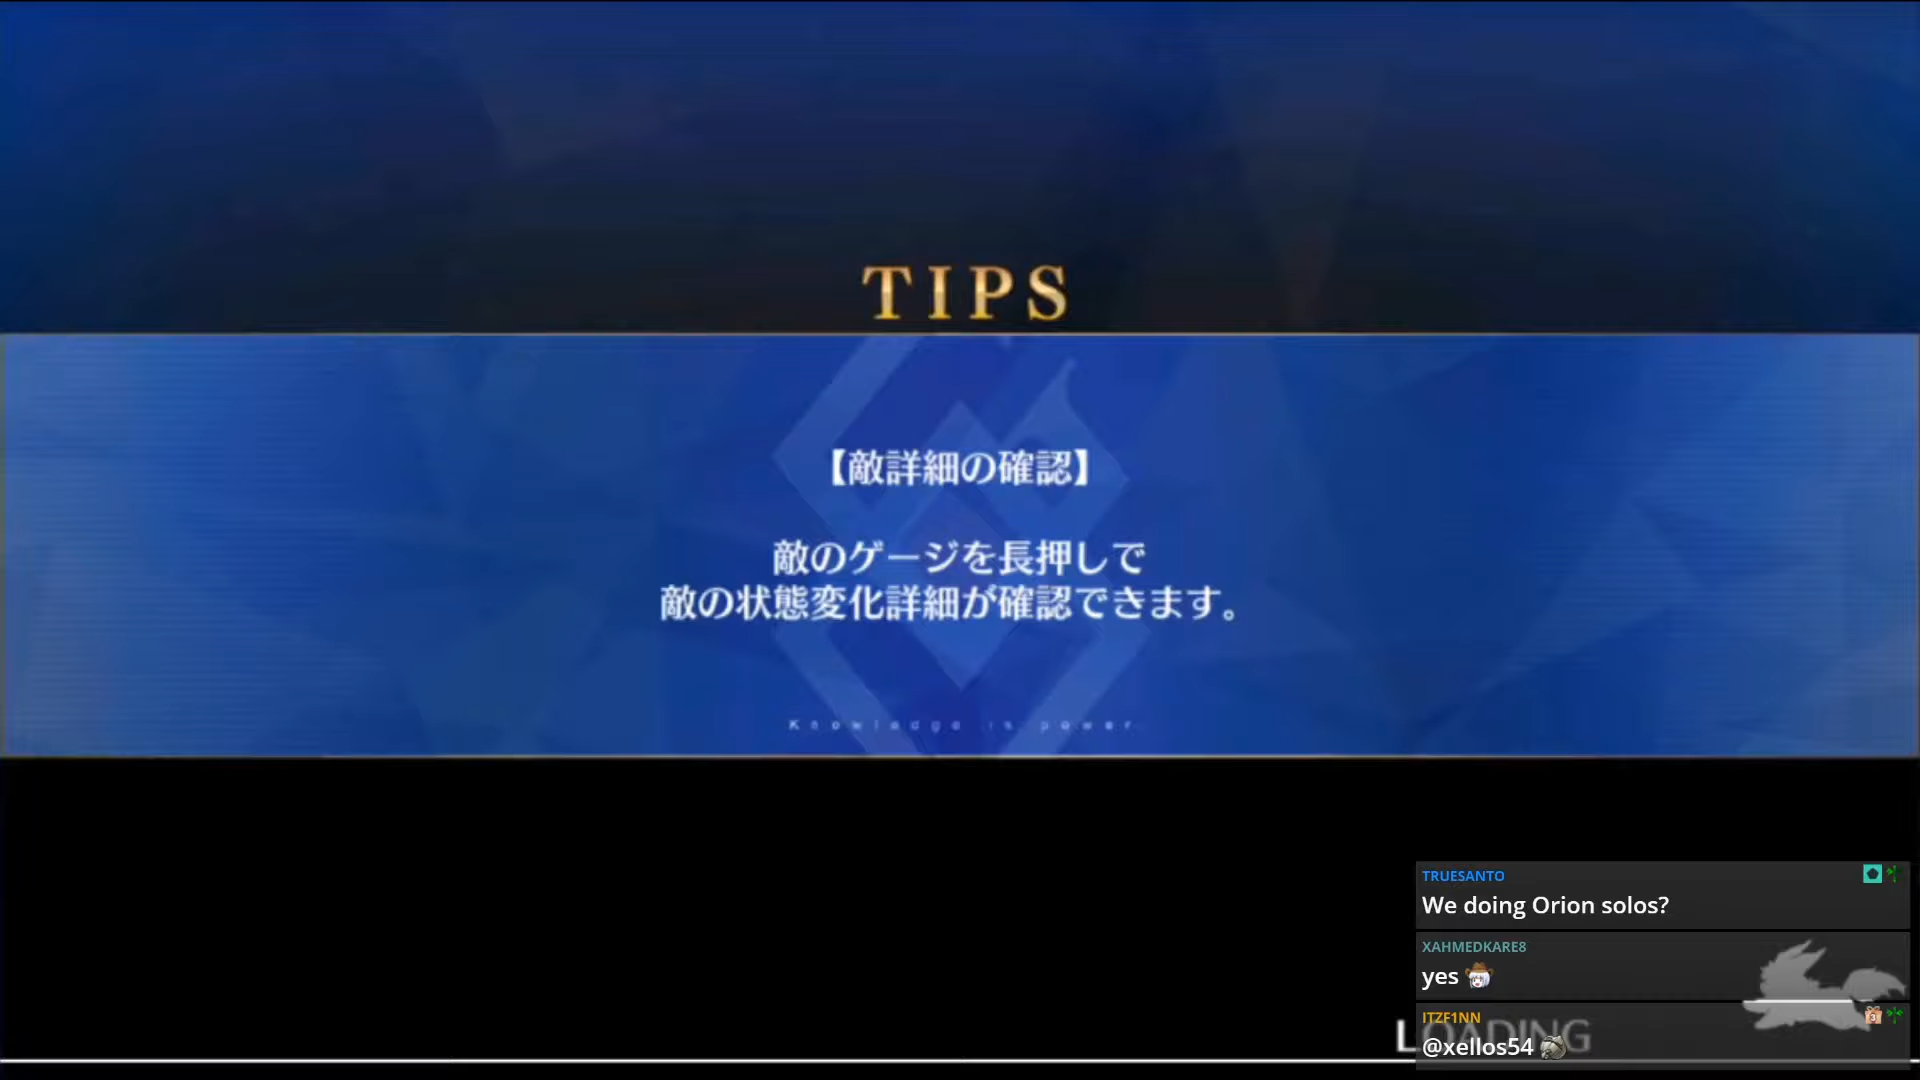 TIPS
【敵詳細の確認】
敵のゲージを長押しで
敵の状態変化詳細が確認できます。
Knowledge is power.
TRUESANTO
We doing Orion solos?
XAHMEDKARE8
yes
ITZF1NN
@xellos54
LOADING